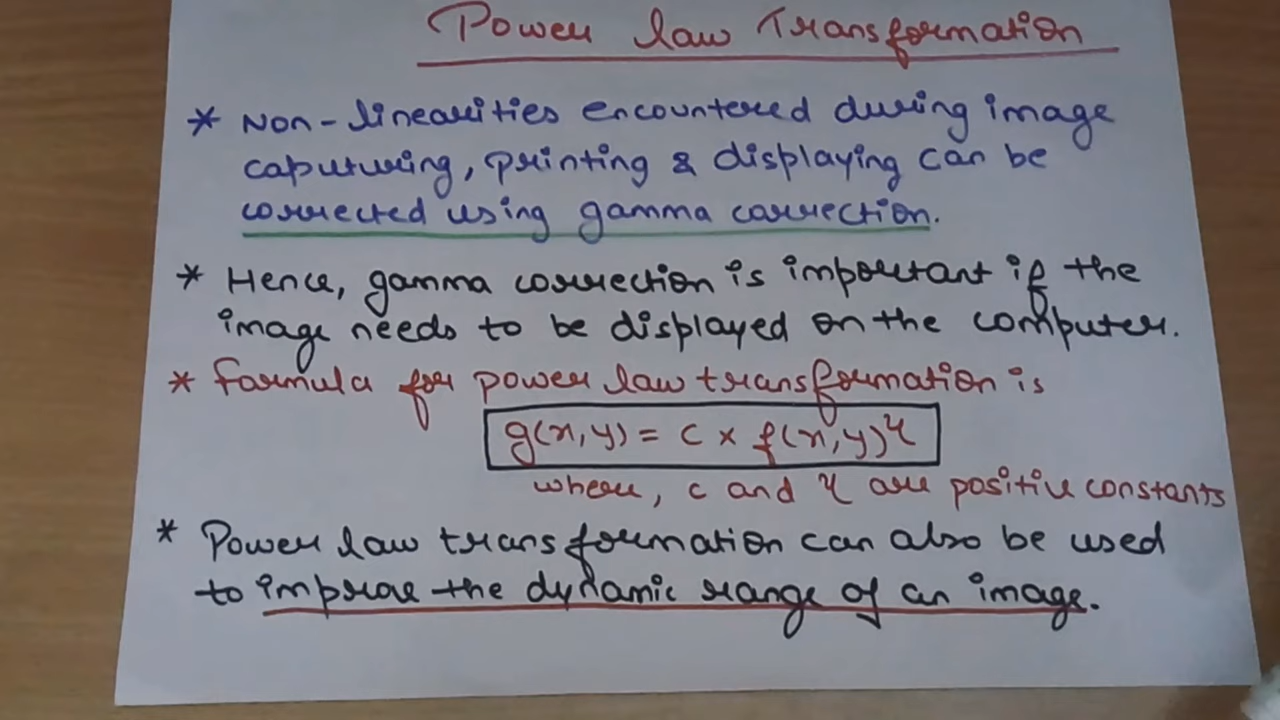 Power law Transformation
* Non-linearities encountered during image
capturing, printing & displaying can be
corrected using gamma correction.
* Hence, gamma correction is important if the
image needs to be displayed on the computer.
* Formula for power law transformation is
g(x,y) = c × f(x,y)^γ
where, c and γ are positive constants
* Power law transformation can also be used
to improve the dynamic range of an image.